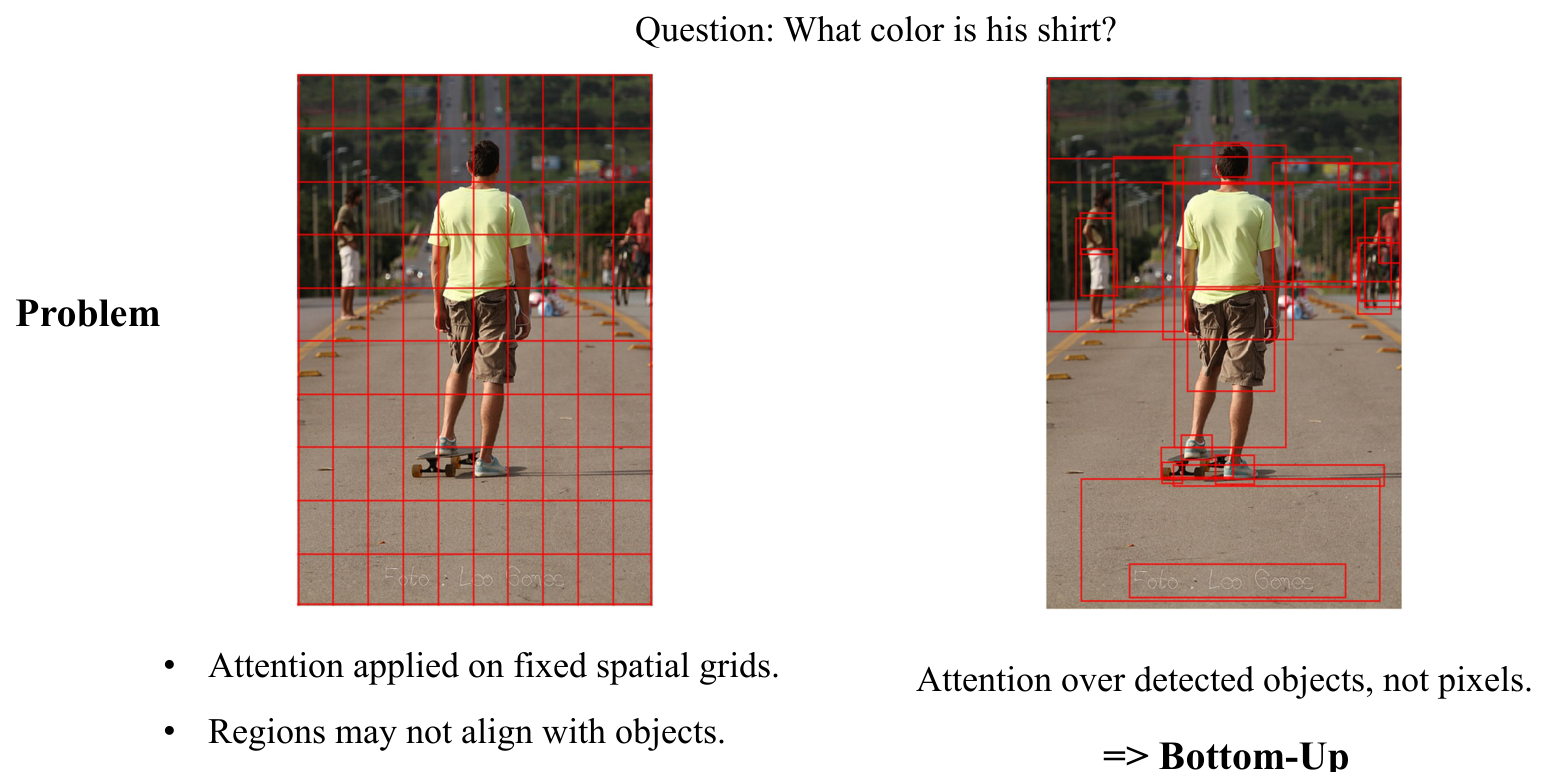 Question: What color is his shirt?
Problem
Foto : Leo Gomes
Foto : Leo Gomes
• Attention applied on fixed spatial grids.
• Regions may not align with objects.
Attention over detected objects, not pixels.
=> Bottom-Up